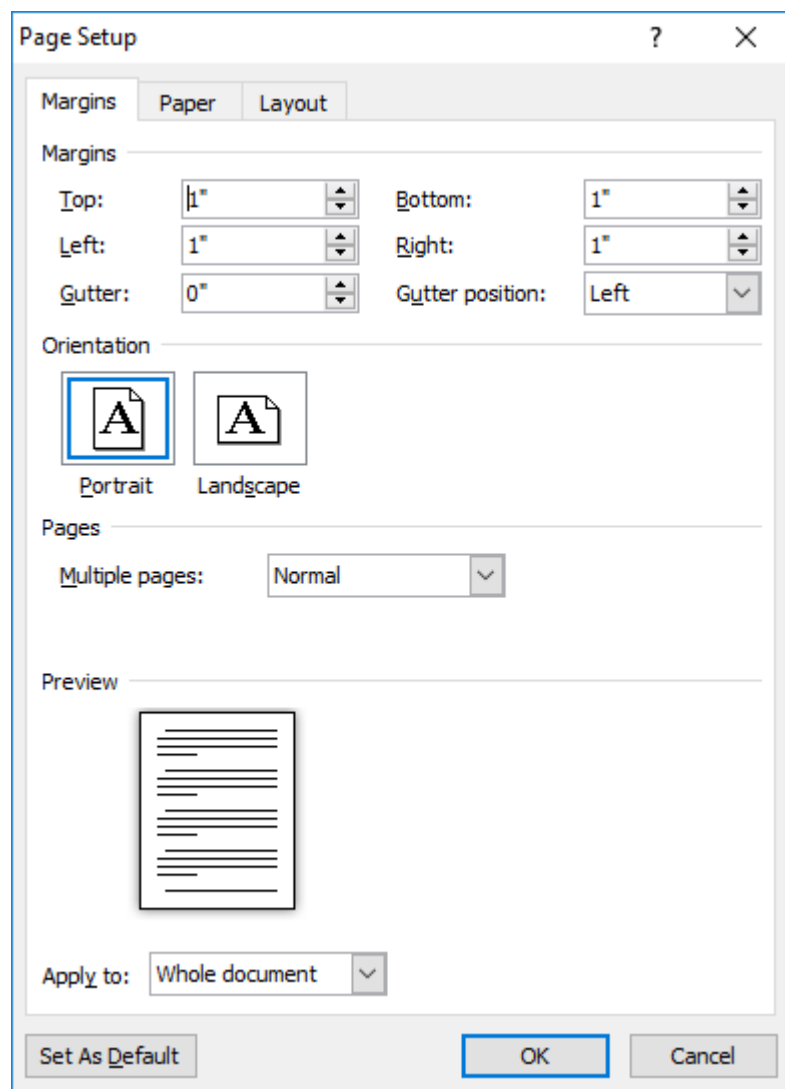 Page Setup ?
Margins Paper Layout
Margins
Top: 1" Bottom: 1"
Left: 1" Right: 1"
Gutter: 0" Gutter position: Left
Orientation
A A
Portrait Landscape
Pages
Multiple pages: Normal
Preview
Apply to: Whole document
Set As Default OK Cancel